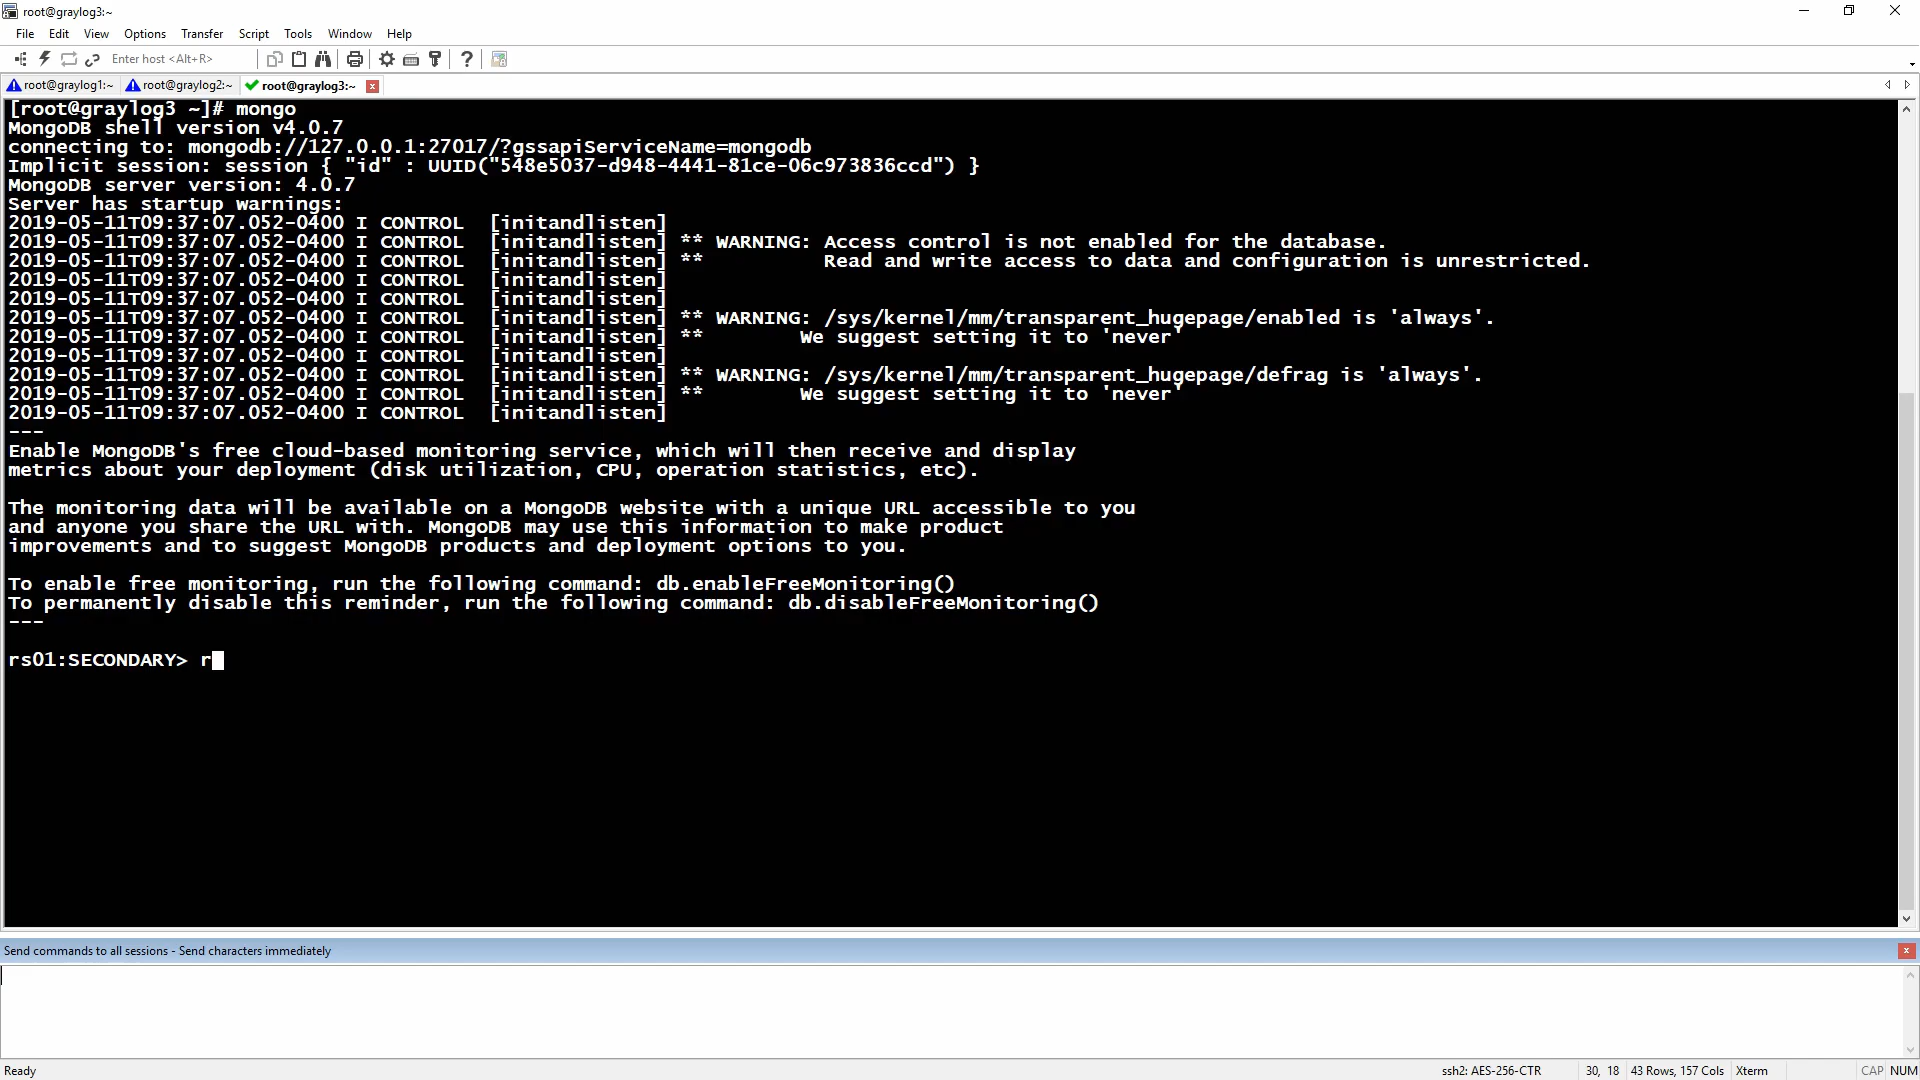 root@graylog3:~
File Edit View Options Transfer Script Tools Window Help
Enter host <Alt+R>
root@graylog1:~ root@graylog2:~ root@graylog3:~
[root@graylog3 ~]# mongo
MongoDB shell version v4.0.7
connecting to: mongodb://127.0.0.1:27017/?gssapiServiceName=mongodb
Implicit session: session { "id" : UUID("548e5037-d948-4441-81ce-06c973836ccd") }
MongoDB server version: 4.0.7
Server has startup warnings:
2019-05-11T09:37:07.052-0400 I CONTROL  [initandlisten]
2019-05-11T09:37:07.052-0400 I CONTROL  [initandlisten] ** WARNING: Access control is not enabled for the database.
2019-05-11T09:37:07.052-0400 I CONTROL  [initandlisten] **          Read and write access to data and configuration is unrestricted.
2019-05-11T09:37:07.052-0400 I CONTROL  [initandlisten]
2019-05-11T09:37:07.052-0400 I CONTROL  [initandlisten]
2019-05-11T09:37:07.052-0400 I CONTROL  [initandlisten] ** WARNING: /sys/kernel/mm/transparent_hugepage/enabled is 'always'.
2019-05-11T09:37:07.052-0400 I CONTROL  [initandlisten] **        We suggest setting it to 'never'
2019-05-11T09:37:07.052-0400 I CONTROL  [initandlisten]
2019-05-11T09:37:07.052-0400 I CONTROL  [initandlisten] ** WARNING: /sys/kernel/mm/transparent_hugepage/defrag is 'always'.
2019-05-11T09:37:07.052-0400 I CONTROL  [initandlisten] **        We suggest setting it to 'never'
2019-05-11T09:37:07.052-0400 I CONTROL  [initandlisten]
---
Enable MongoDB's free cloud-based monitoring service, which will then receive and display
metrics about your deployment (disk utilization, CPU, operation statistics, etc).
The monitoring data will be available on a MongoDB website with a unique URL accessible to you
and anyone you share the URL with. MongoDB may use this information to make product
improvements and to suggest MongoDB products and deployment options to you.
To enable free monitoring, run the following command: db.enableFreeMonitoring()
To permanently disable this reminder, run the following command: db.disableFreeMonitoring()
---
rs01:SECONDARY> r
Send commands to all sessions - Send characters immediately
Ready ssh2: AES-256-CTR 30, 18 43 Rows, 157 Cols Xterm CAP NUM